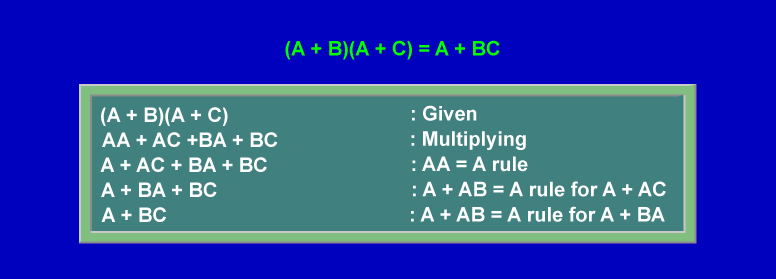 (A + B)(A + C) = A + BC
(A + B)(A + C) : Given
AA + AC +BA + BC : Multiplying
A + AC + BA + BC : AA = A rule
A + BA + BC : A + AB = A rule for A + AC
A + BC : A + AB = A rule for A + BA